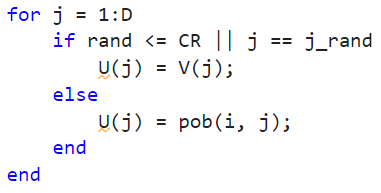 for j = 1:D
    if rand <= CR || j == j_rand
        U(j) = V(j);
    else
        U(j) = pob(i, j);
    end
end